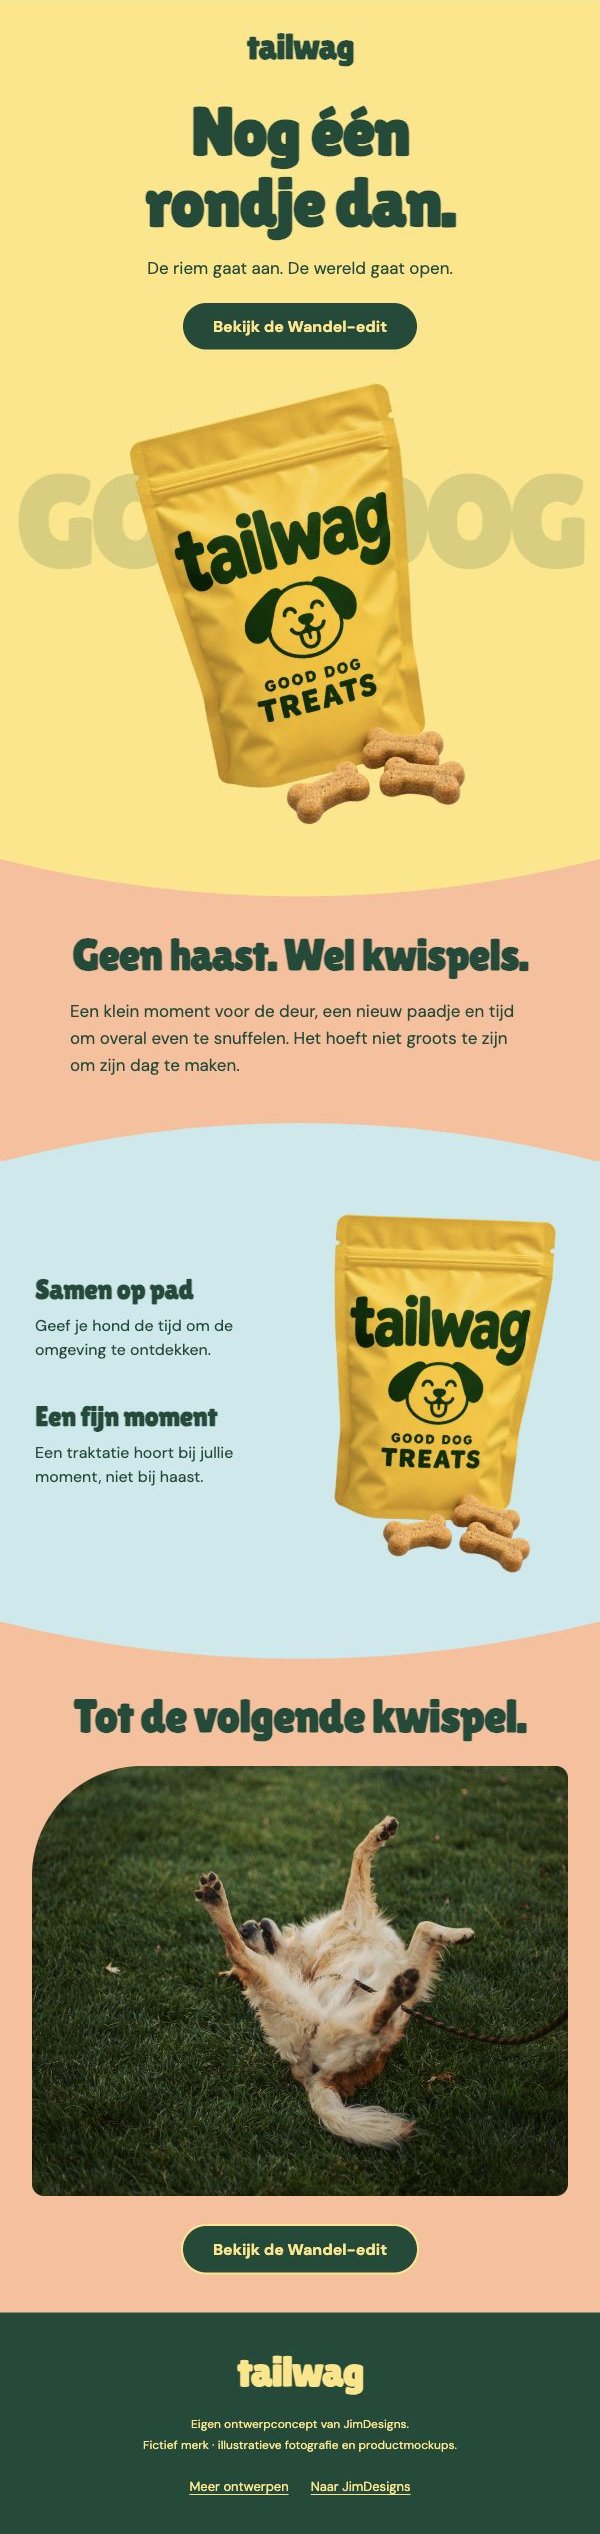 tailwag
Nog één
rondje dan.
De riem gaat aan. De wereld gaat open.
Bekijk de Wandel-edit
tailwag
GOOD DOG
TREATS
Geen haast. Wel kwispels.
Een klein moment voor de deur, een nieuw paadje en tijd
om overal even te snuffelen. Het hoeft niet groots te zijn
om zijn dag te maken.
Samen op pad
Geef je hond de tijd om de
omgeving te ontdekken.
Een fijn moment
Een traktatie hoort bij jullie
moment, niet bij haast.
tailwag
GOOD DOG
TREATS
Tot de volgende kwispel.
Bekijk de Wandel-edit
tailwag
Eigen ontwerpconcept van JimDesigns.
Fictief merk · illustratieve fotografie en productmockups.
Meer ontwerpen Naar JimDesigns